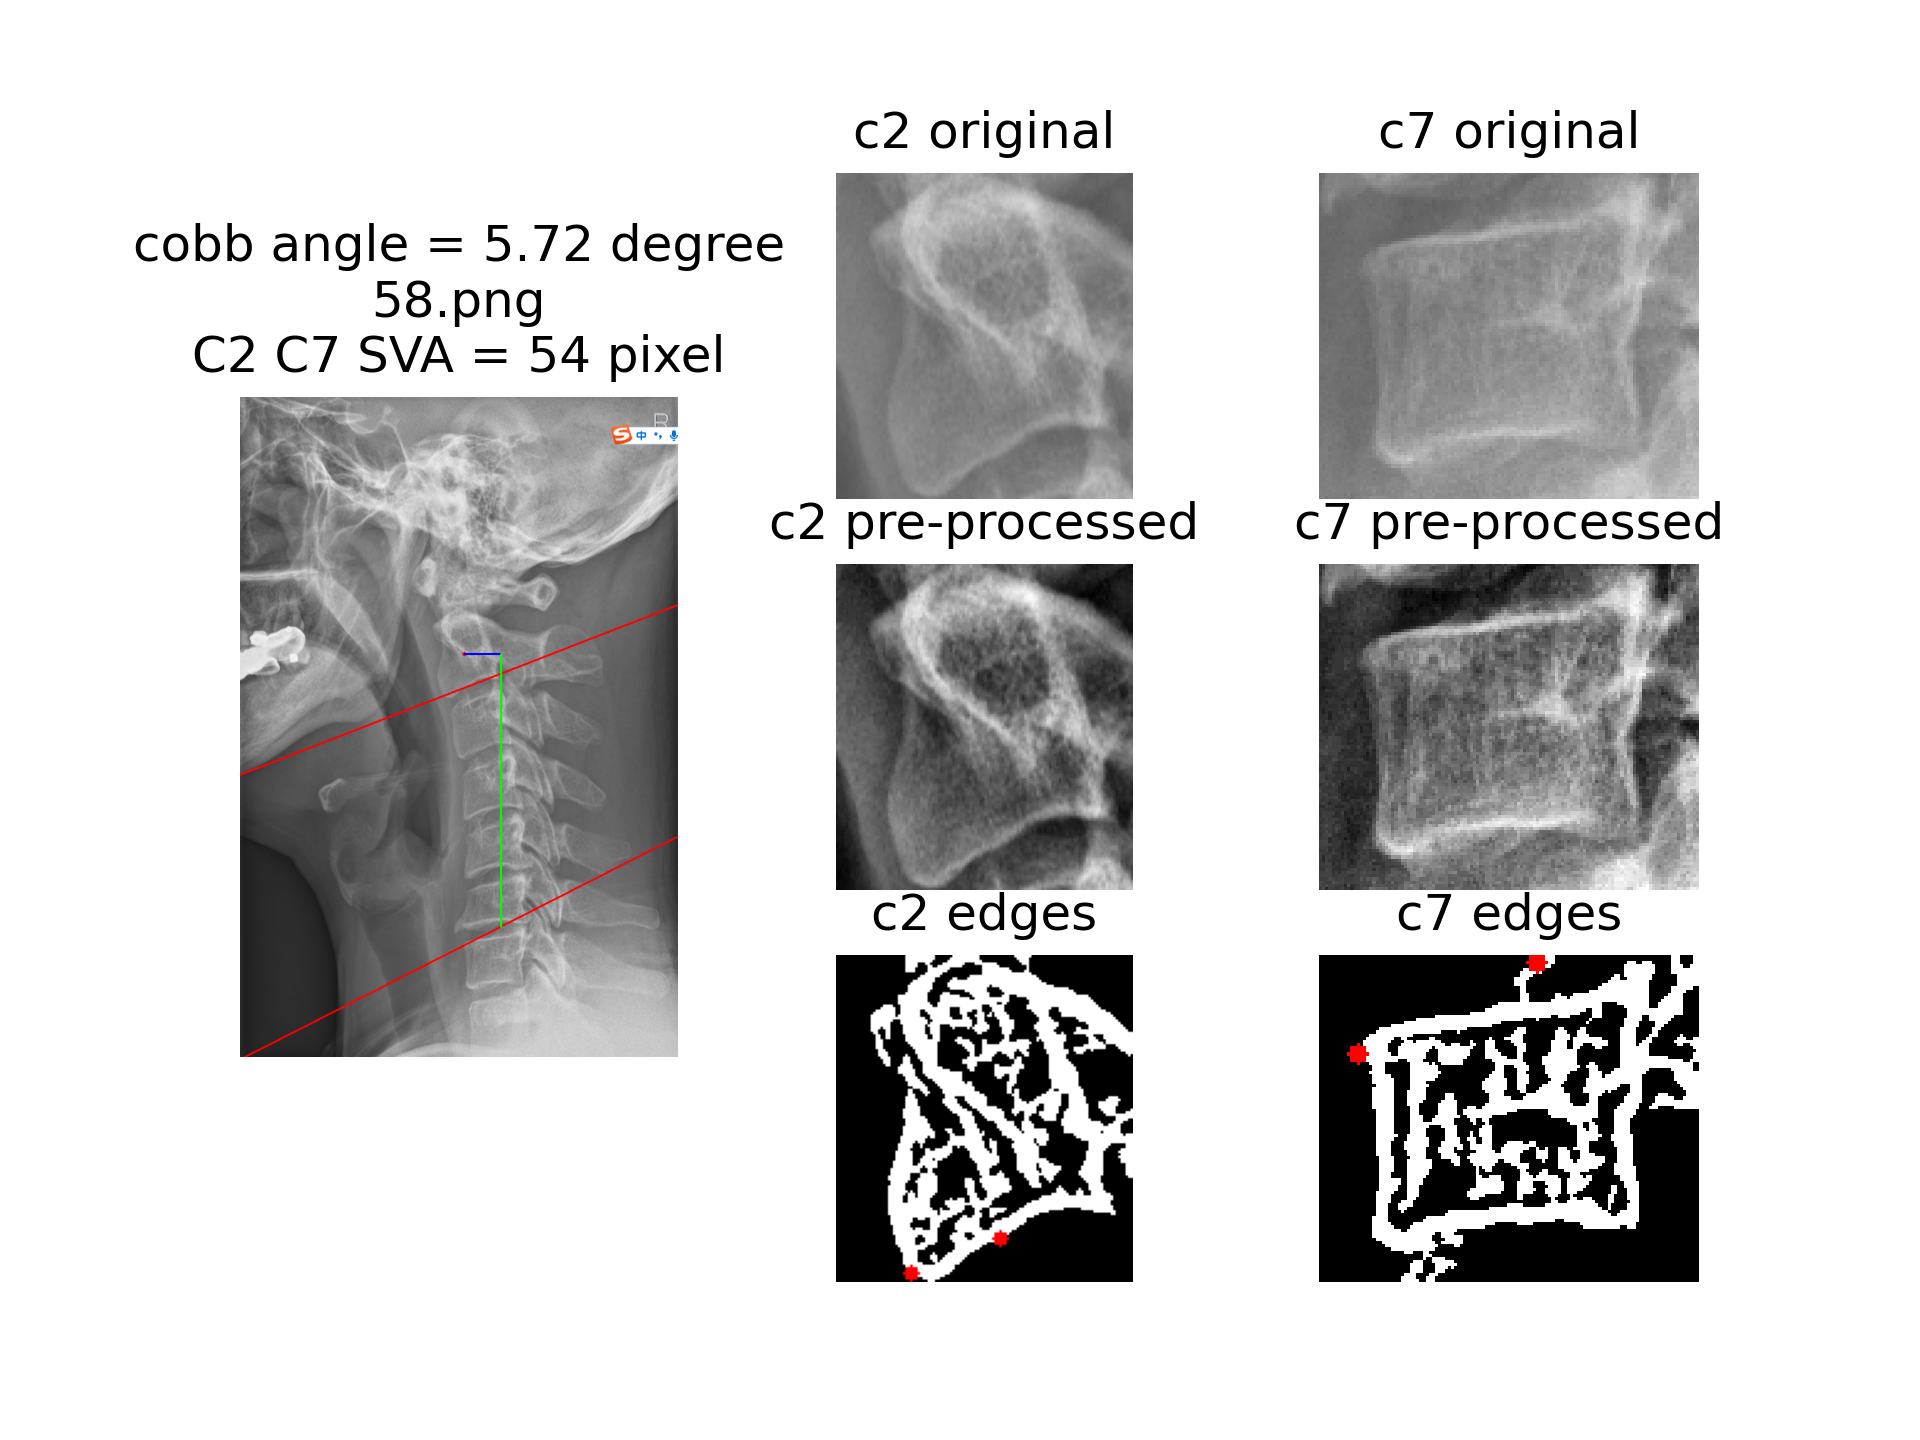 cobb angle = 5.72 degree
58.png
C2 C7 SVA = 54 pixel
R
S 中
c2 original
c7 original
c2 pre-processed
c7 pre-processed
c2 edges
c7 edges